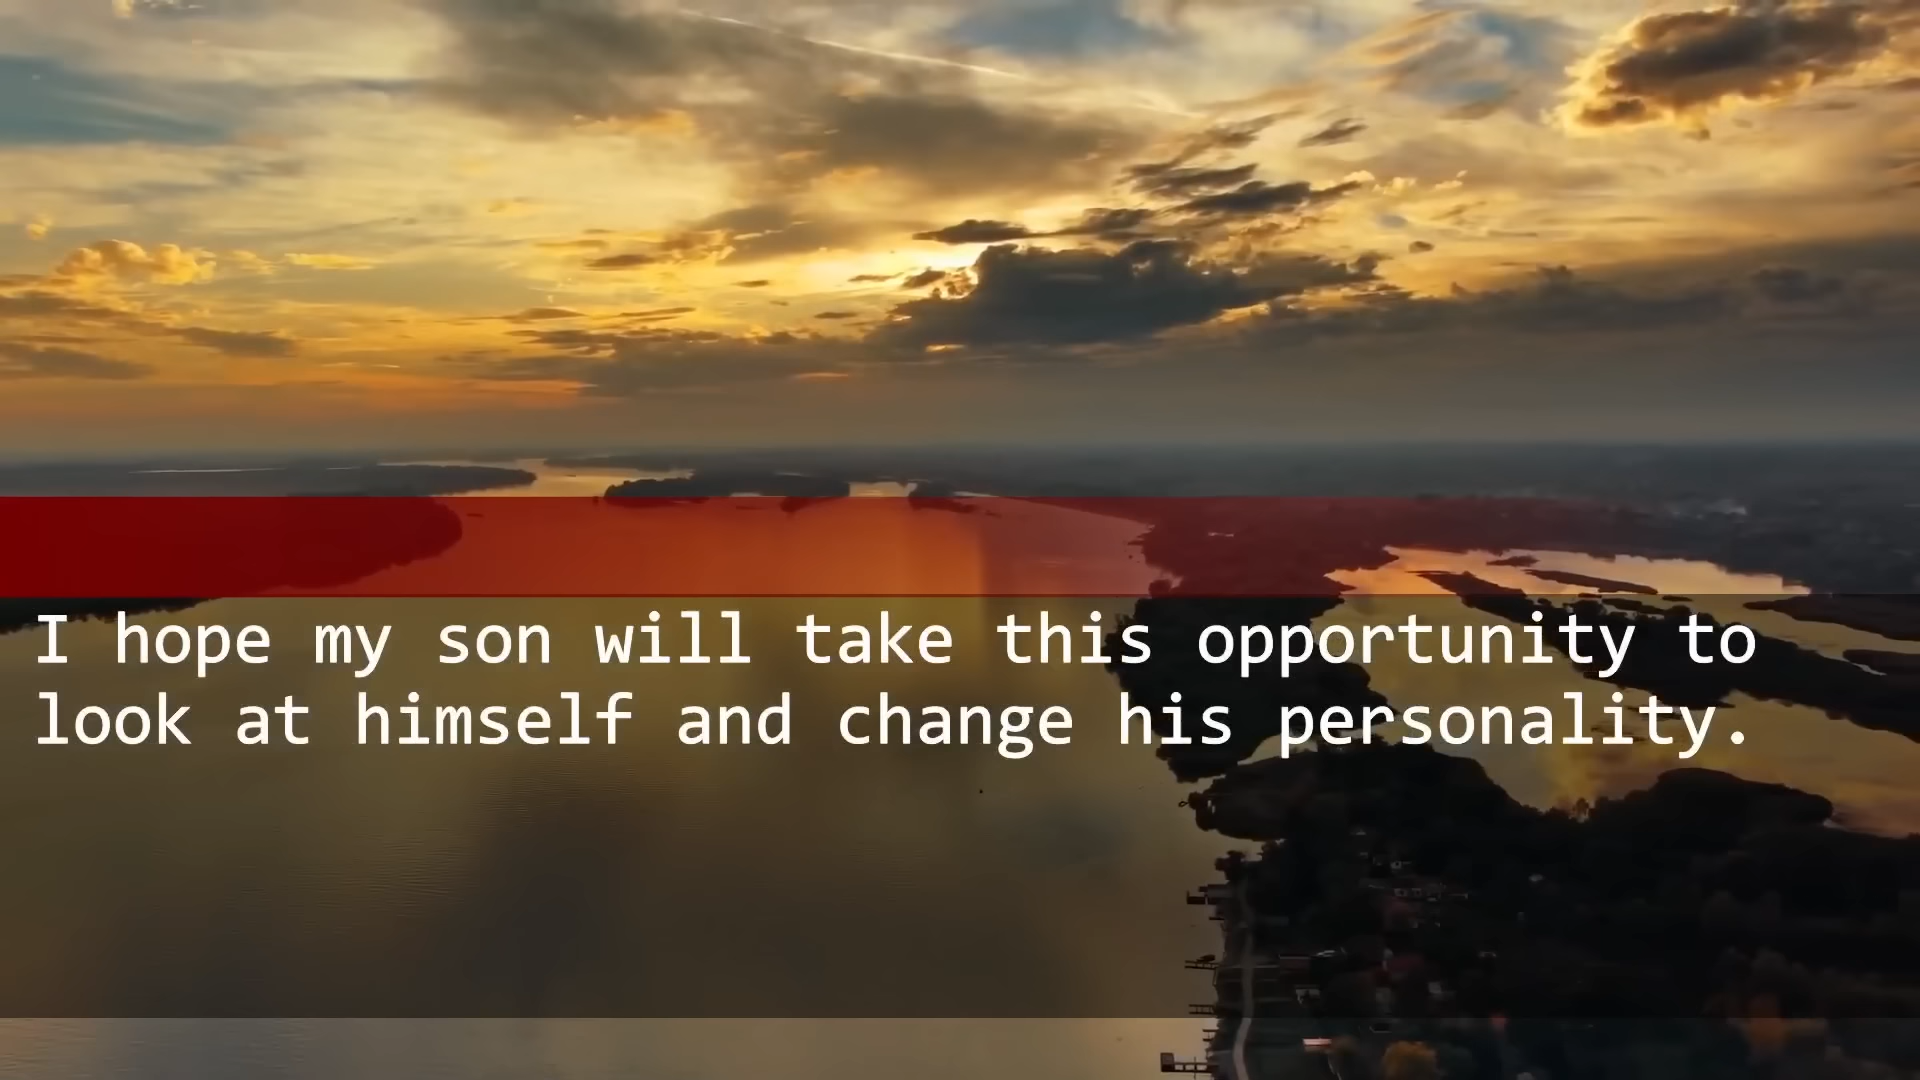 I hope my son will take this opportunity to
look at himself and change his personality.